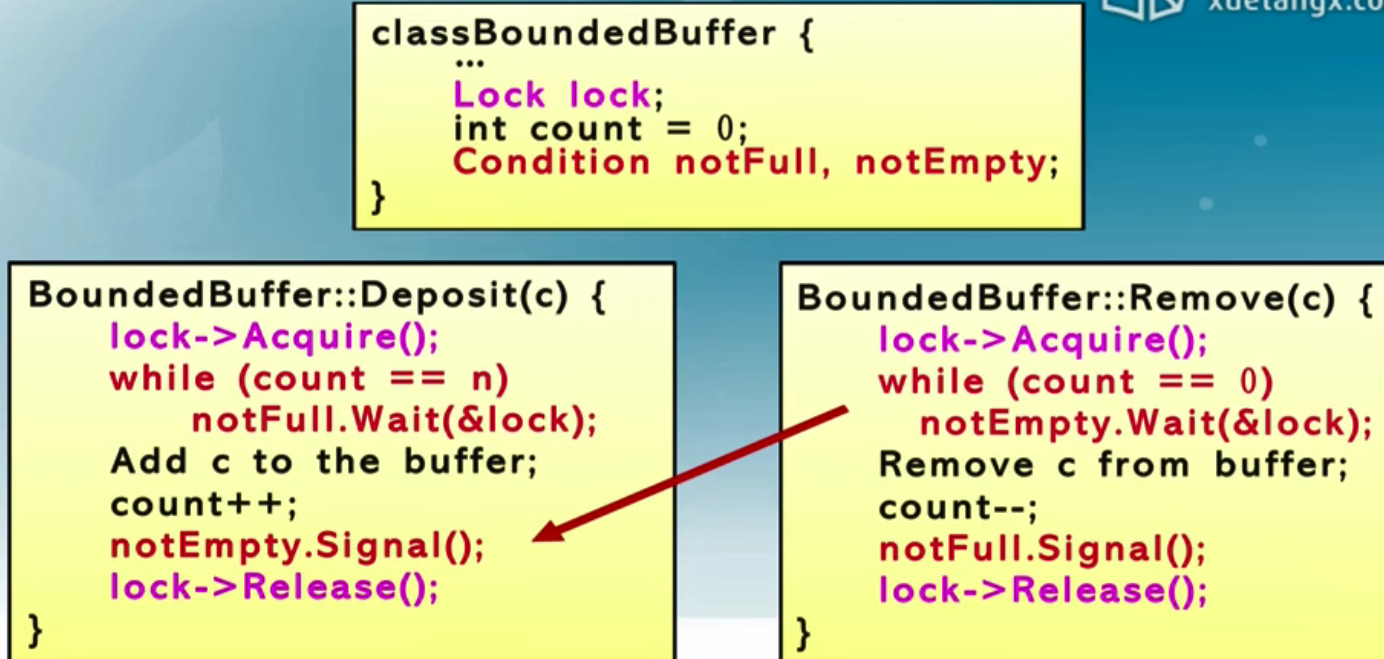 xuetangx.co
classBoundedBuffer {
...
Lock lock;
int count = 0;
Condition notFull, notEmpty;
}
BoundedBuffer::Deposit(c) {
lock->Acquire();
while (count == n)
notFull.Wait(&lock);
Add c to the buffer;
count++;
notEmpty.Signal();
lock->Release();
}
BoundedBuffer::Remove(c) {
lock->Acquire();
while (count == 0)
notEmpty.Wait(&lock);
Remove c from buffer;
count--;
notFull.Signal();
lock->Release();
}